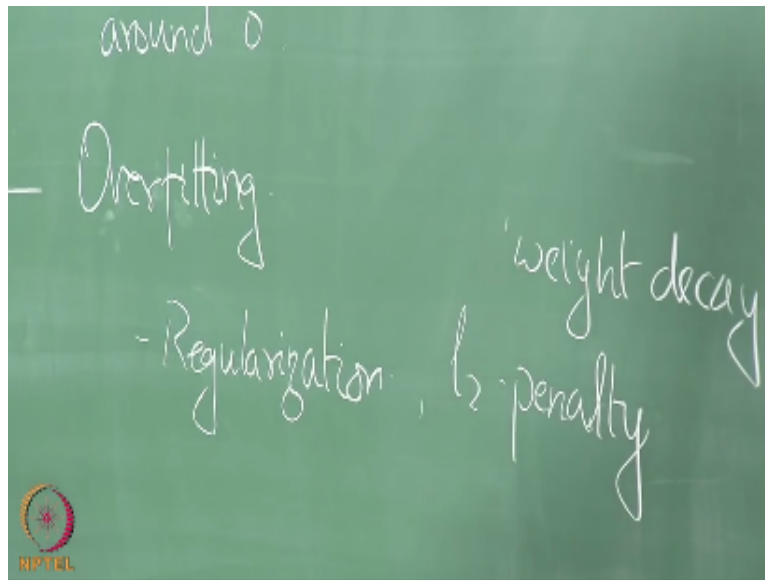 around 0
- Overfitting.
weight decay
- Regularization, l2 penalty
NPTEL